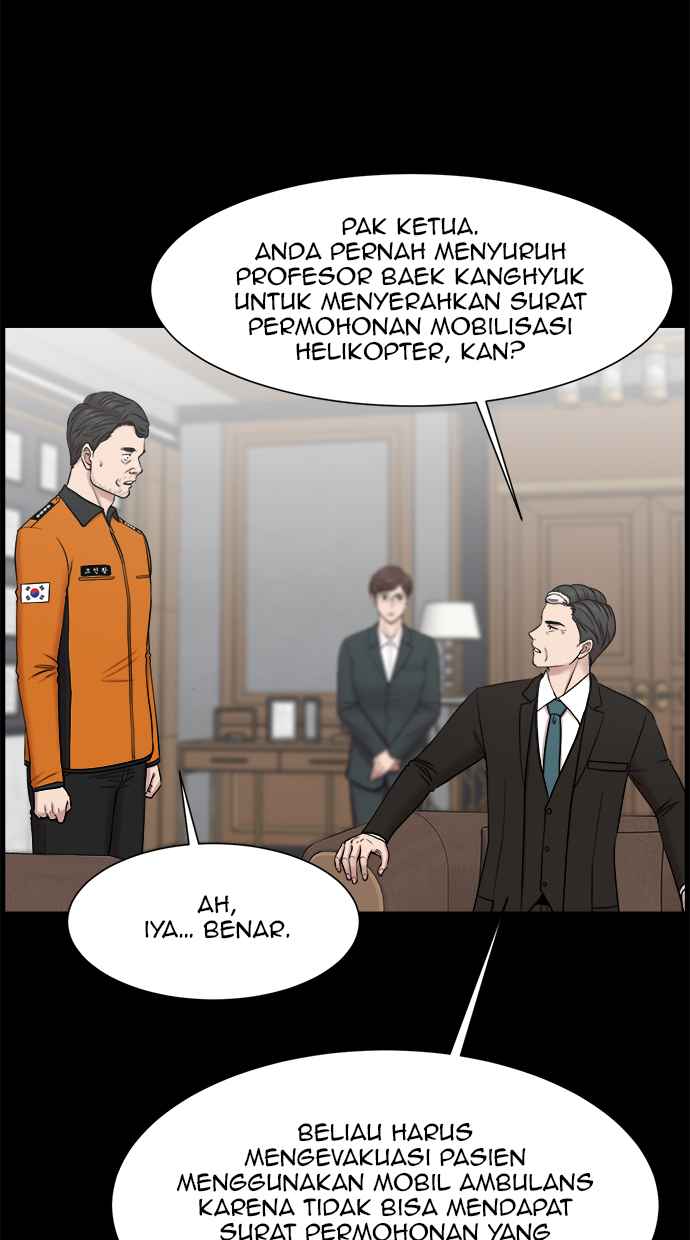 PAK KETUA.
ANDA PERNAH MENYURUH
PROFESOR BAEK KANGHYUK
UNTUK MENYERAHKAN SURAT
PERMOHONAN MOBILISASI
HELIKOPTER, KAN?
AH,
IYA... BENAR.
BELIAU HARUS
MENGEVAKUASI PASIEN
MENGGUNAKAN MOBIL AMBULANS
KARENA TIDAK BISA MENDAPAT
SURAT PERMOHONAN YANG